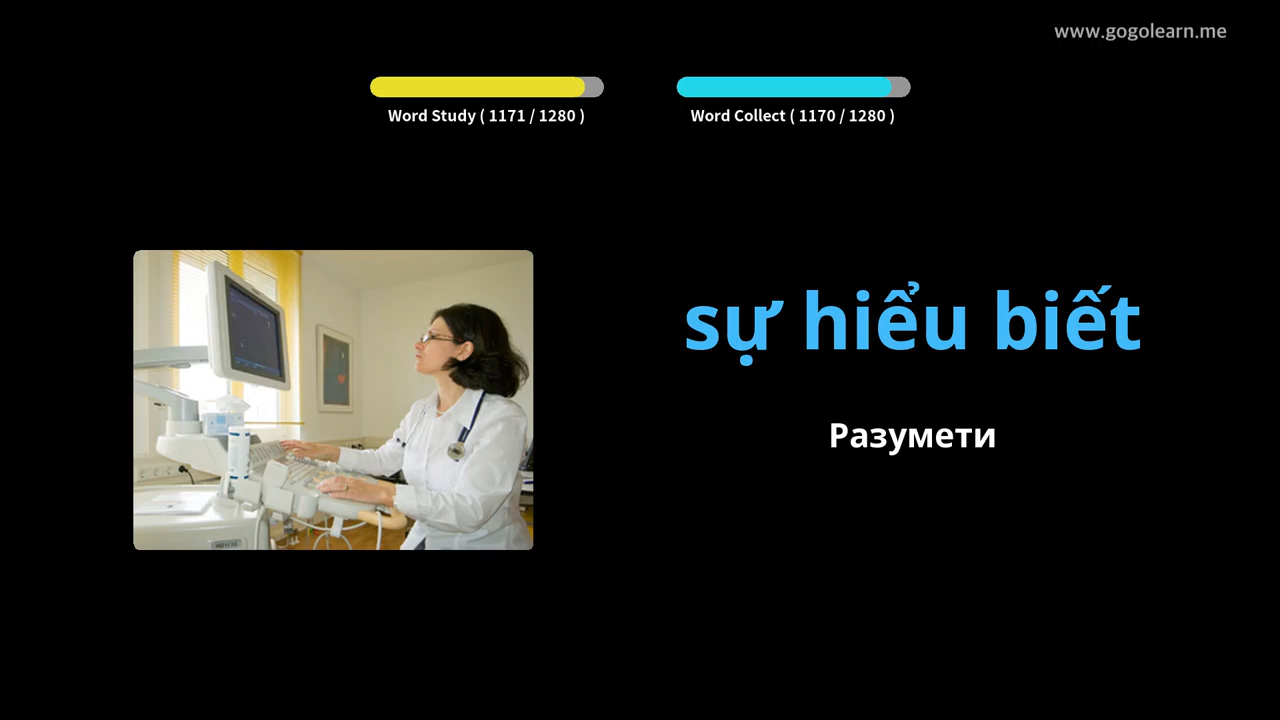 www.gogolearn.me
Word Study ( 1171 / 1280 )
Word Collect ( 1170 / 1280 )
sự hiểu biết
Разумети